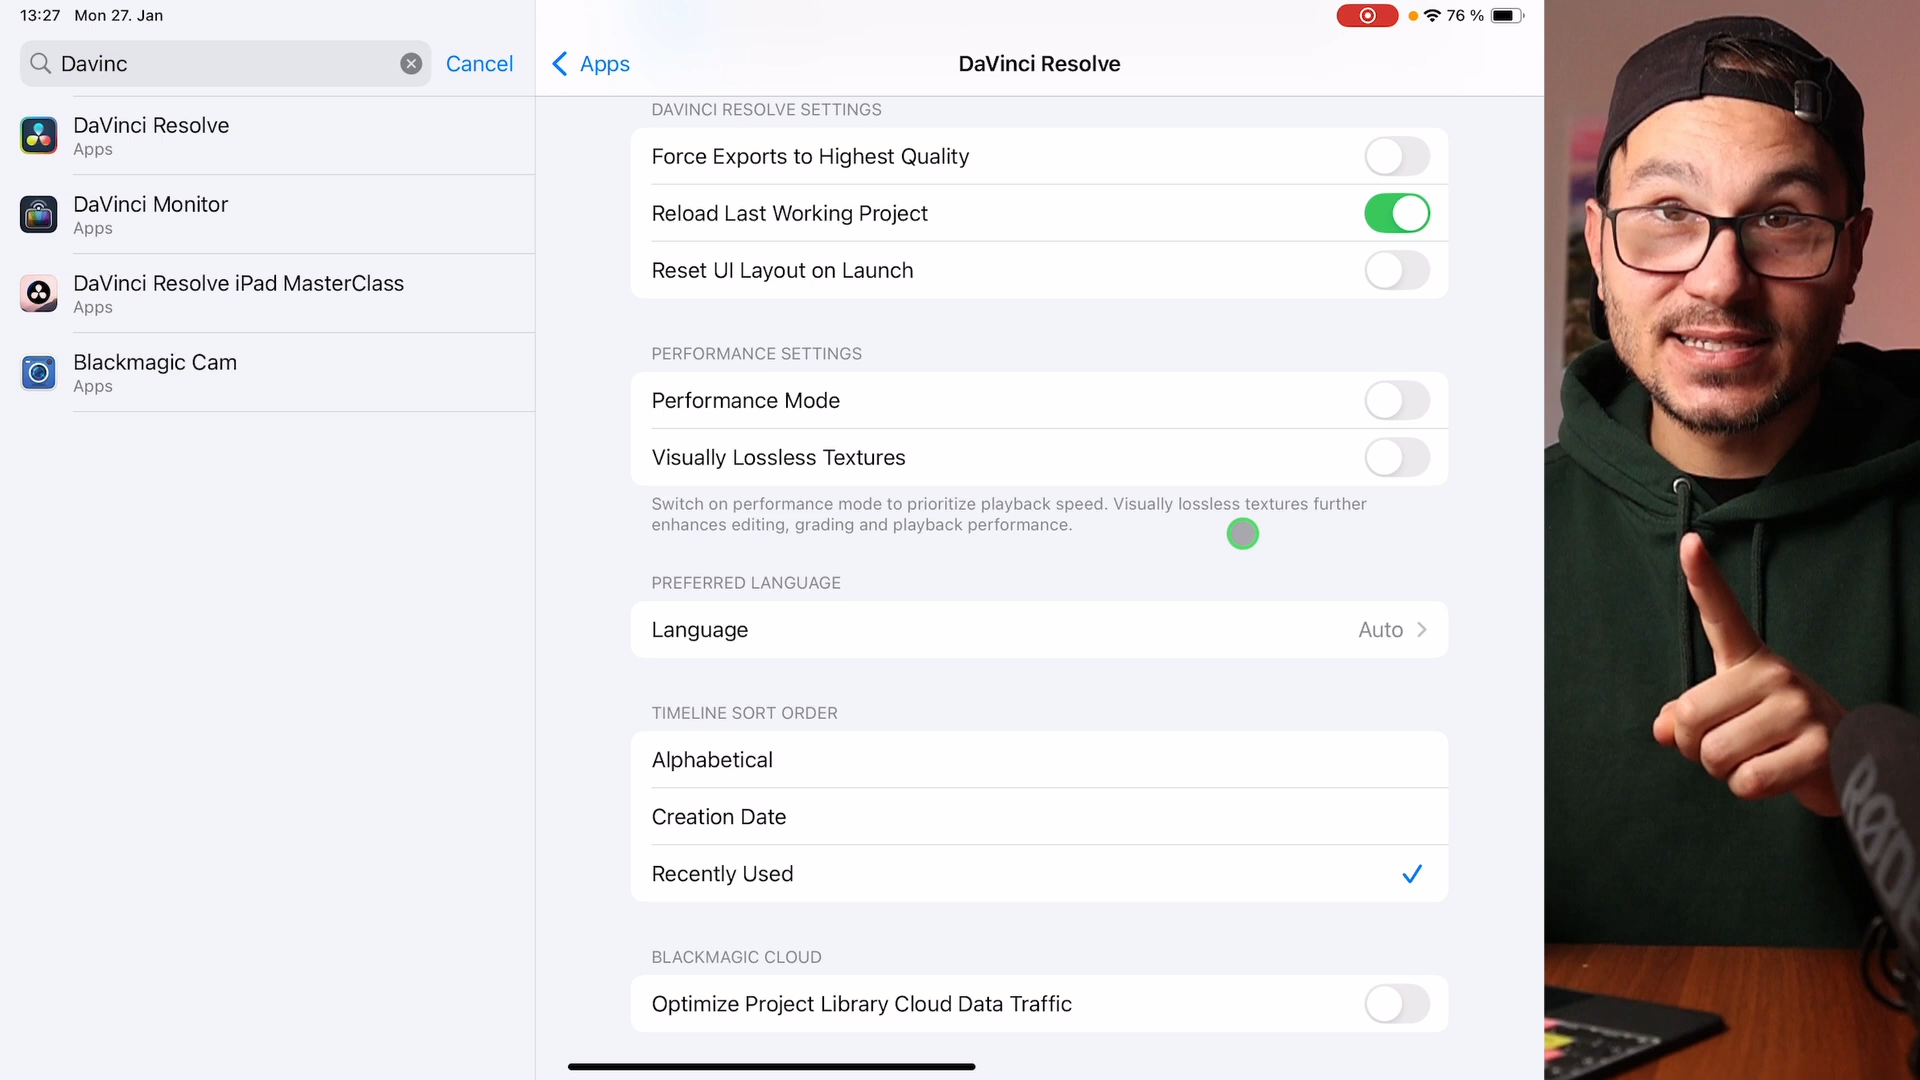 13:27 Mon 27. Jan
76 %
Davinc
Cancel
DaVinci Resolve
Apps
DaVinci Monitor
Apps
DaVinci Resolve iPad MasterClass
Apps
Blackmagic Cam
Apps
Apps
DaVinci Resolve
DAVINCI RESOLVE SETTINGS
Force Exports to Highest Quality
Reload Last Working Project
Reset UI Layout on Launch
PERFORMANCE SETTINGS
Performance Mode
Visually Lossless Textures
Switch on performance mode to prioritize playback speed. Visually lossless textures further
enhances editing, grading and playback performance.
PREFERRED LANGUAGE
Language
Auto
TIMELINE SORT ORDER
Alphabetical
Creation Date
Recently Used
BLACKMAGIC CLOUD
Optimize Project Library Cloud Data Traffic
RØDE